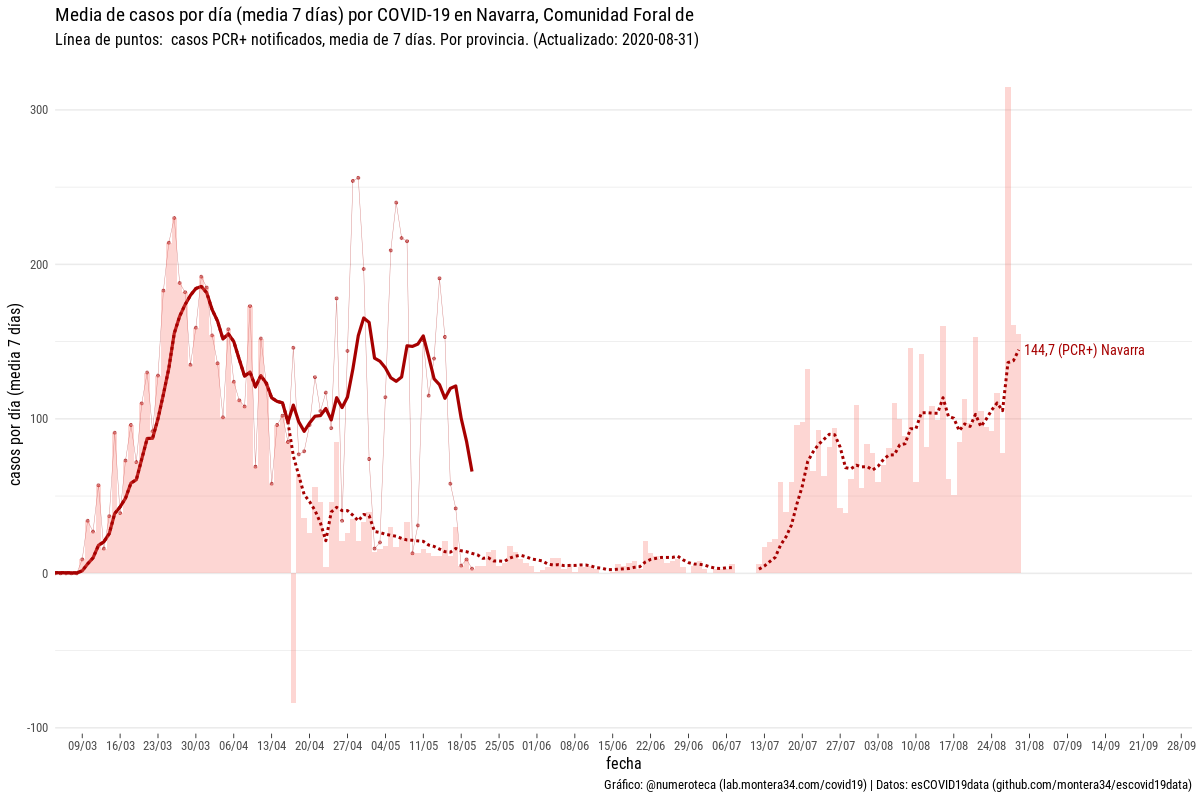 Media de casos por día (media 7 días) por COVID-19 en Navarra, Comunidad Foral de
Línea de puntos:  casos PCR+ notificados, media de 7 días. Por provincia. (Actualizado: 2020-08-31)
casos por día (media 7 días)
300
200
100
0
-100
144,7 (PCR+) Navarra
09/03 16/03 23/03 30/03 06/04 13/04 20/04 27/04 04/05 11/05 18/05 25/05 01/06 08/06 15/06 22/06 29/06 06/07 13/07 20/07 27/07 03/08 10/08 17/08 24/08 31/08 07/09 14/09 21/09 28/09
fecha
Gráfico: @numeroteca (lab.montera34.com/covid19) | Datos: esCOVID19data (github.com/montera34/escovid19data)